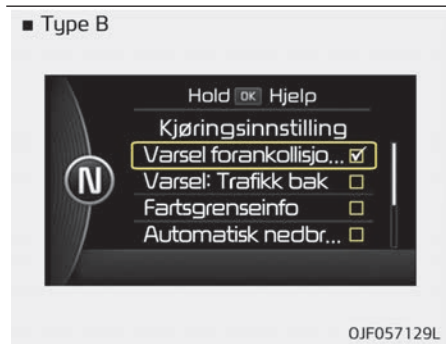 ■ Type B
Hold OK Hjelp
Kjøringsinnstilling
Varsel forankollisjo...
N
Varsel: Trafikk bak
Fartsgrenseinfo
Automatisk nedbr...
OJF057129L